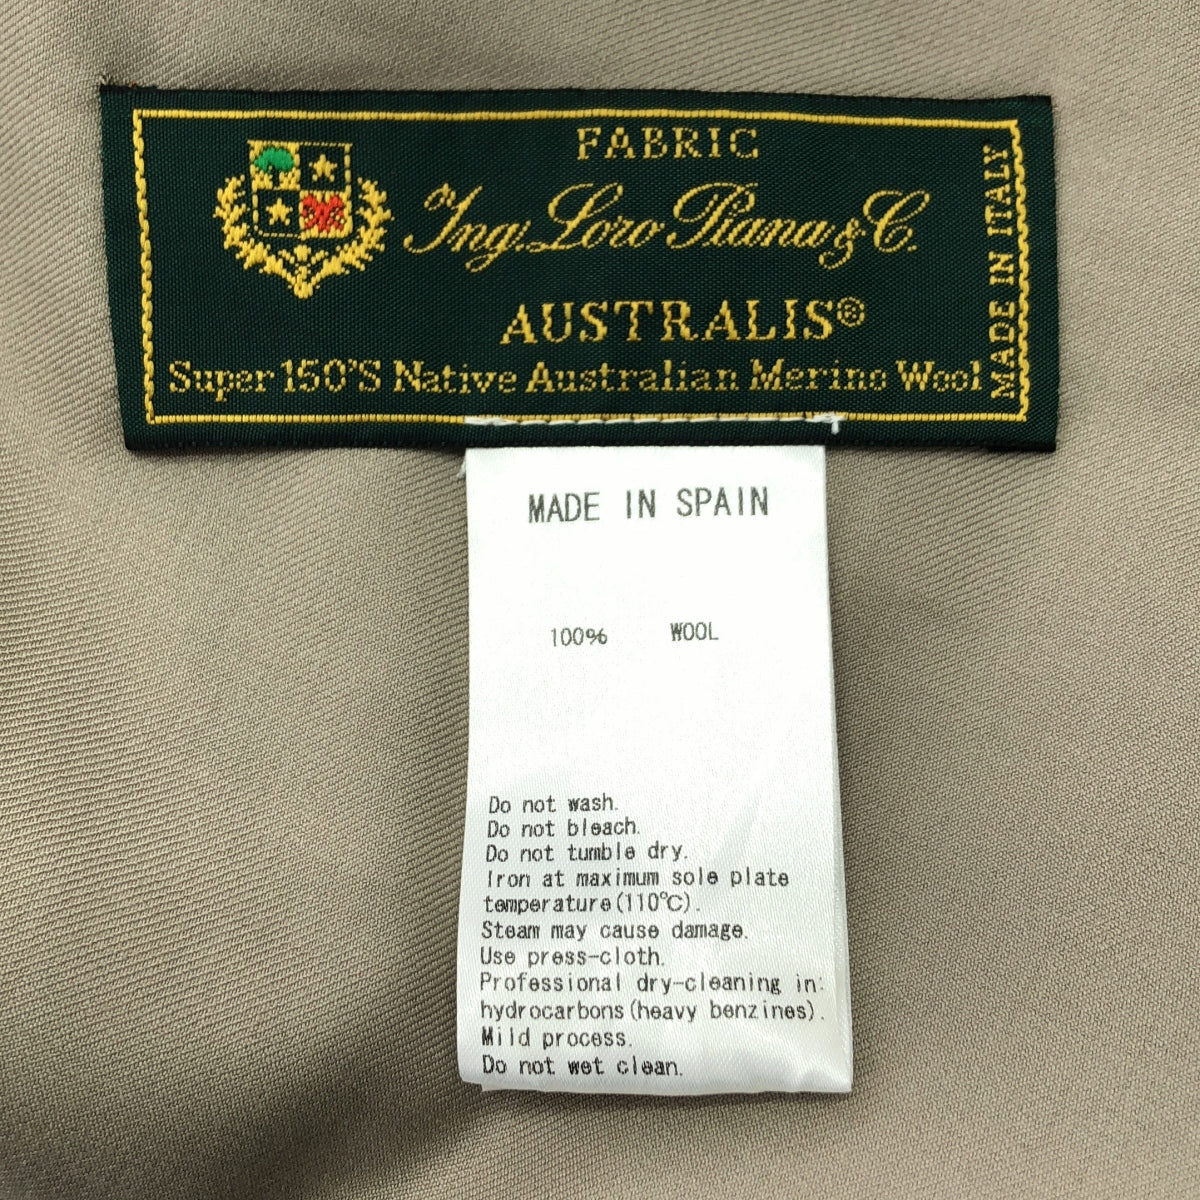 FABRIC
Ing. Loro Piana & C.
AUSTRALIS®
Super 150'S Native Australian Merino Wool
MADE IN ITALY
MADE IN SPAIN
100% WOOL
Do not wash.
Do not bleach.
Do not tumble dry.
Iron at maximum sole plate
temperature(110℃).
Steam may cause damage.
Use press-cloth.
Professional dry-cleaning in:
hydrocarbons(heavy benzines).
Mild process.
Do not wet clean.